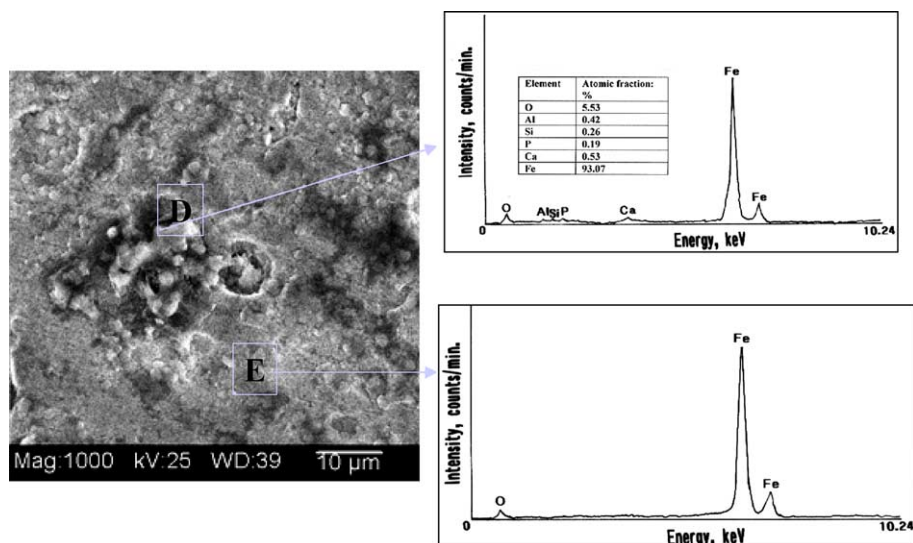 D
E
Mag:1000 kV:25 WD:39 10 µm
Intensity, counts/min.
Element Atomic fraction: %
O 5.53
Al 0.42
Si 0.26
P 0.19
Ca 0.53
Fe 93.07
Fe
Fe
O
Al Si P
Ca
0
10.24
Energy, keV
Intensity, counts/min.
Fe
Fe
O
0
10.24
Energy, keV